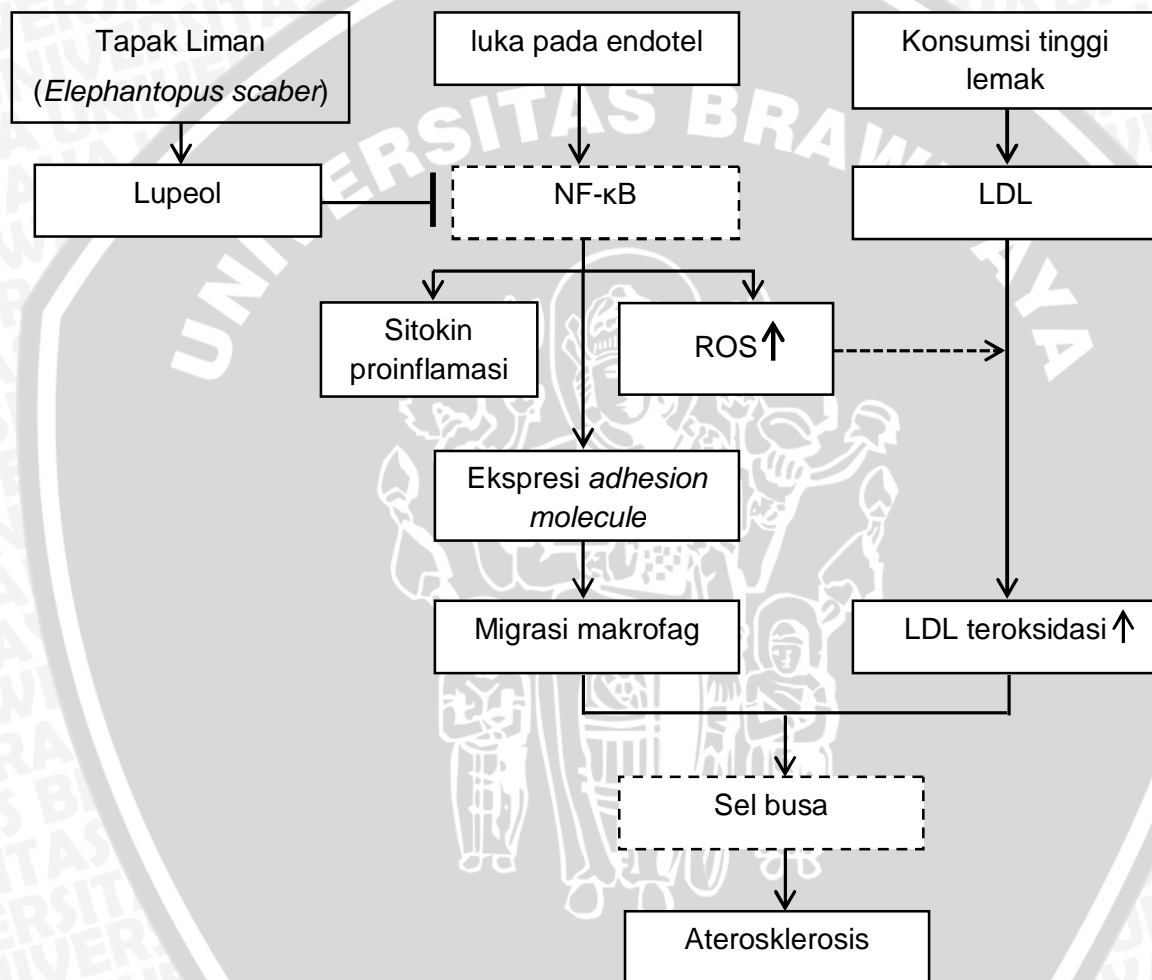 Tapak Liman
(Elephantopus scaber)
luka pada endotel
Konsumsi tinggi
lemak
Lupeol
NF-κB
LDL
Sitokin
proinflamasi
ROS
Ekspresi adhesion
molecule
Migrasi makrofag
LDL teroksidasi
Sel busa
Aterosklerosis
UNIVERSITAS BRAWIJAYA